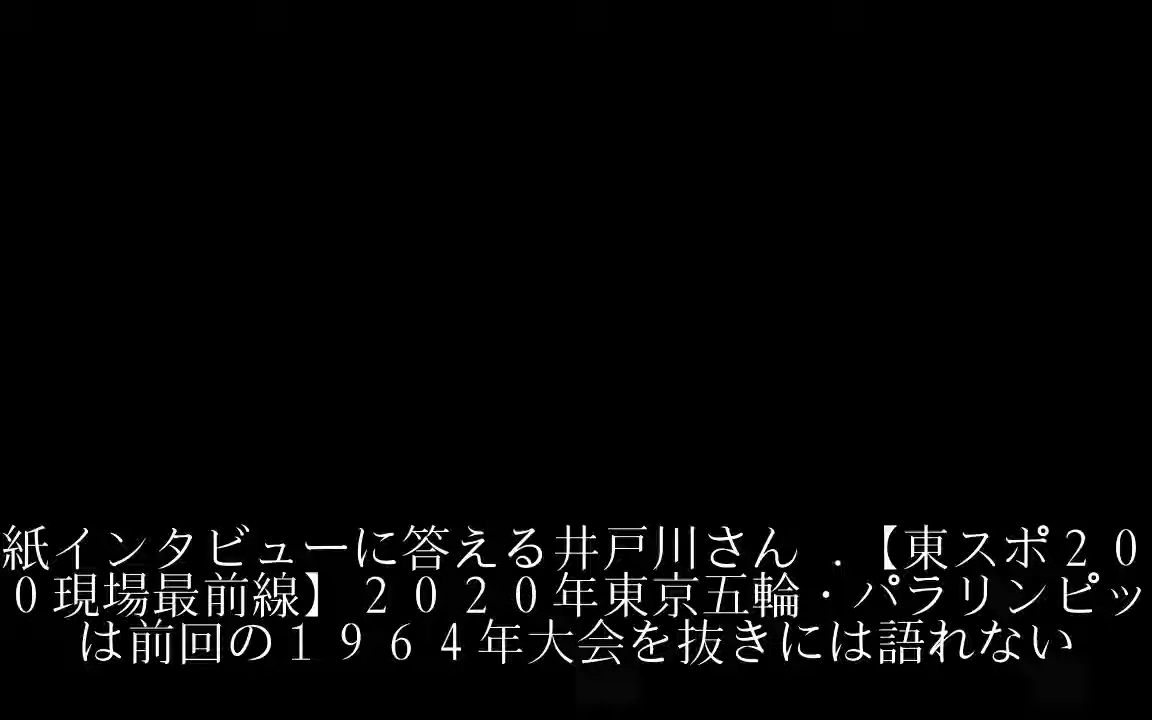 紙インタビューに答える井戸川さん ．【東スポ２０
０現場最前線】２０２０年東京五輪・パラリンピッ
は前回の１９６４年大会を抜きには語れない